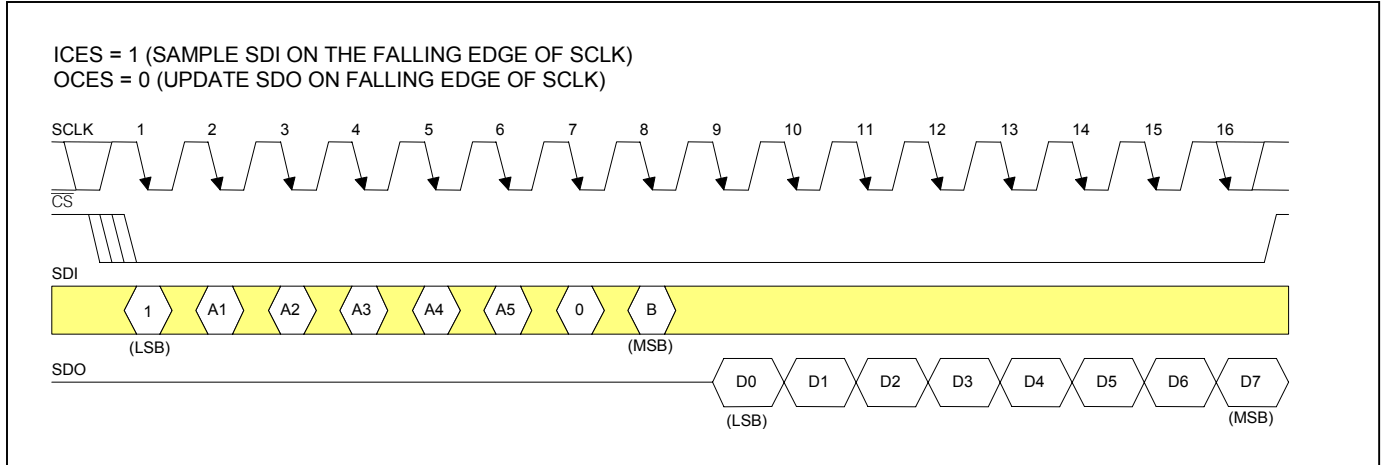 ICES = 1 (SAMPLE SDI ON THE FALLING EDGE OF SCLK)
OCES = 0 (UPDATE SDO ON FALLING EDGE OF SCLK)
SCLK 1 2 3 4 5 6 7 8 9 10 11 12 13 14 15 16
CS
SDI
1 A1 A2 A3 A4 A5 0 B
(LSB) (MSB)
SDO
D0 D1 D2 D3 D4 D5 D6 D7
(LSB) (MSB)